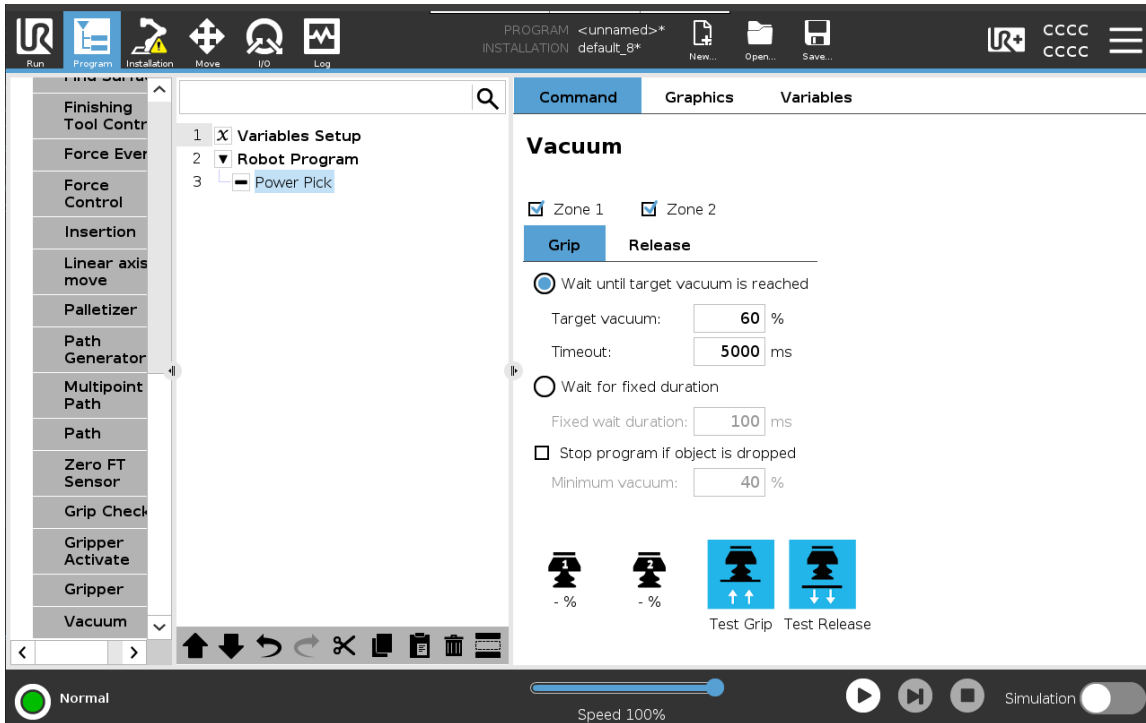 UR
PROGRAM <unnamed>*
INSTALLATION default_8*
UR+
CCCC
CCCC
Run Program Installation Move I/O Log
New... Open... Save...
Find Surface
Finishing
Tool Contr
Force Ever
Force
Control
Insertion
Linear axis
move
Palletizer
Path
Generator
Multipoint
Path
Path
Zero FT
Sensor
Grip Check
Gripper
Activate
Gripper
Vacuum
1 X Variables Setup
2 ▼ Robot Program
3 Power Pick
Command Graphics Variables
Vacuum
Zone 1 Zone 2
Grip Release
Wait until target vacuum is reached
Target vacuum: 60 %
Timeout: 5000 ms
Wait for fixed duration
Fixed wait duration: 100 ms
Stop program if object is dropped
Minimum vacuum: 40 %
1 2
- % - %
Test Grip Test Release
Normal
Speed 100%
Simulation